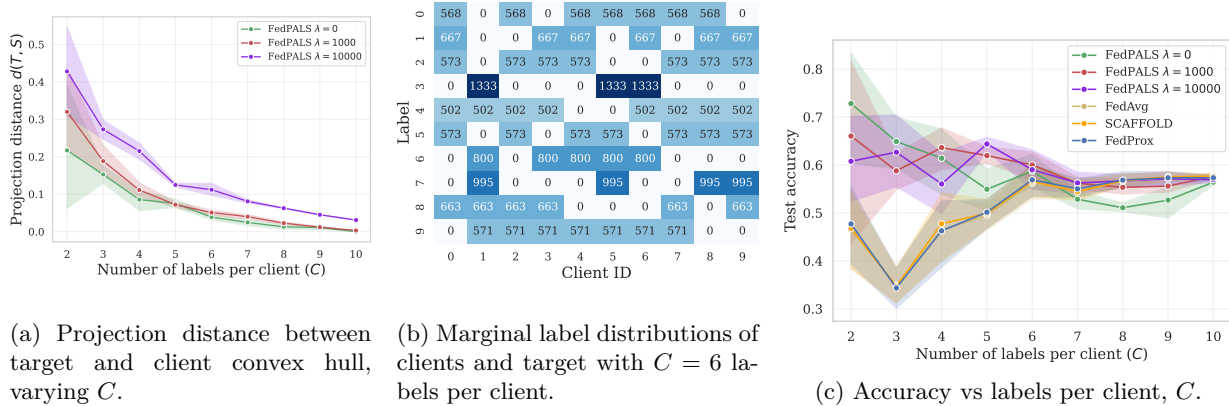 0.5
0.4
0.3
0.2
0.1
0.0
Projection distance d(T, S)
FedPALS λ = 0
FedPALS λ = 1000
FedPALS λ = 10000
2 3 4 5 6 7 8 9 10
Number of labels per client (C)
(a) Projection distance between
target and client convex hull,
varying C.
Label
0 568 0 568 0 568 568 568 568 568 0
1 667 0 0 667 667 0 667 0 667 667
2 573 0 573 573 573 0 0 573 573 573
3 0 1333 0 0 0 1333 1333 0 0 0
4 502 502 502 502 0 0 502 502 502 502
5 573 0 573 0 573 573 0 573 573 573
6 0 800 0 800 800 800 800 0 0 0
7 0 995 0 0 0 995 0 0 995 995
8 663 663 663 663 0 0 0 663 0 663
9 0 571 571 571 571 571 571 571 0 0
0 1 2 3 4 5 6 7 8 9
Client ID
(b) Marginal label distributions of
clients and target with C = 6 la-
bels per client.
0.8
0.7
0.6
0.5
0.4
0.3
Test accuracy
FedPALS λ = 0
FedPALS λ = 1000
FedPALS λ = 10000
FedAvg
SCAFFOLD
FedProx
2 3 4 5 6 7 8 9 10
Number of labels per client (C)
(c) Accuracy vs labels per client, C.